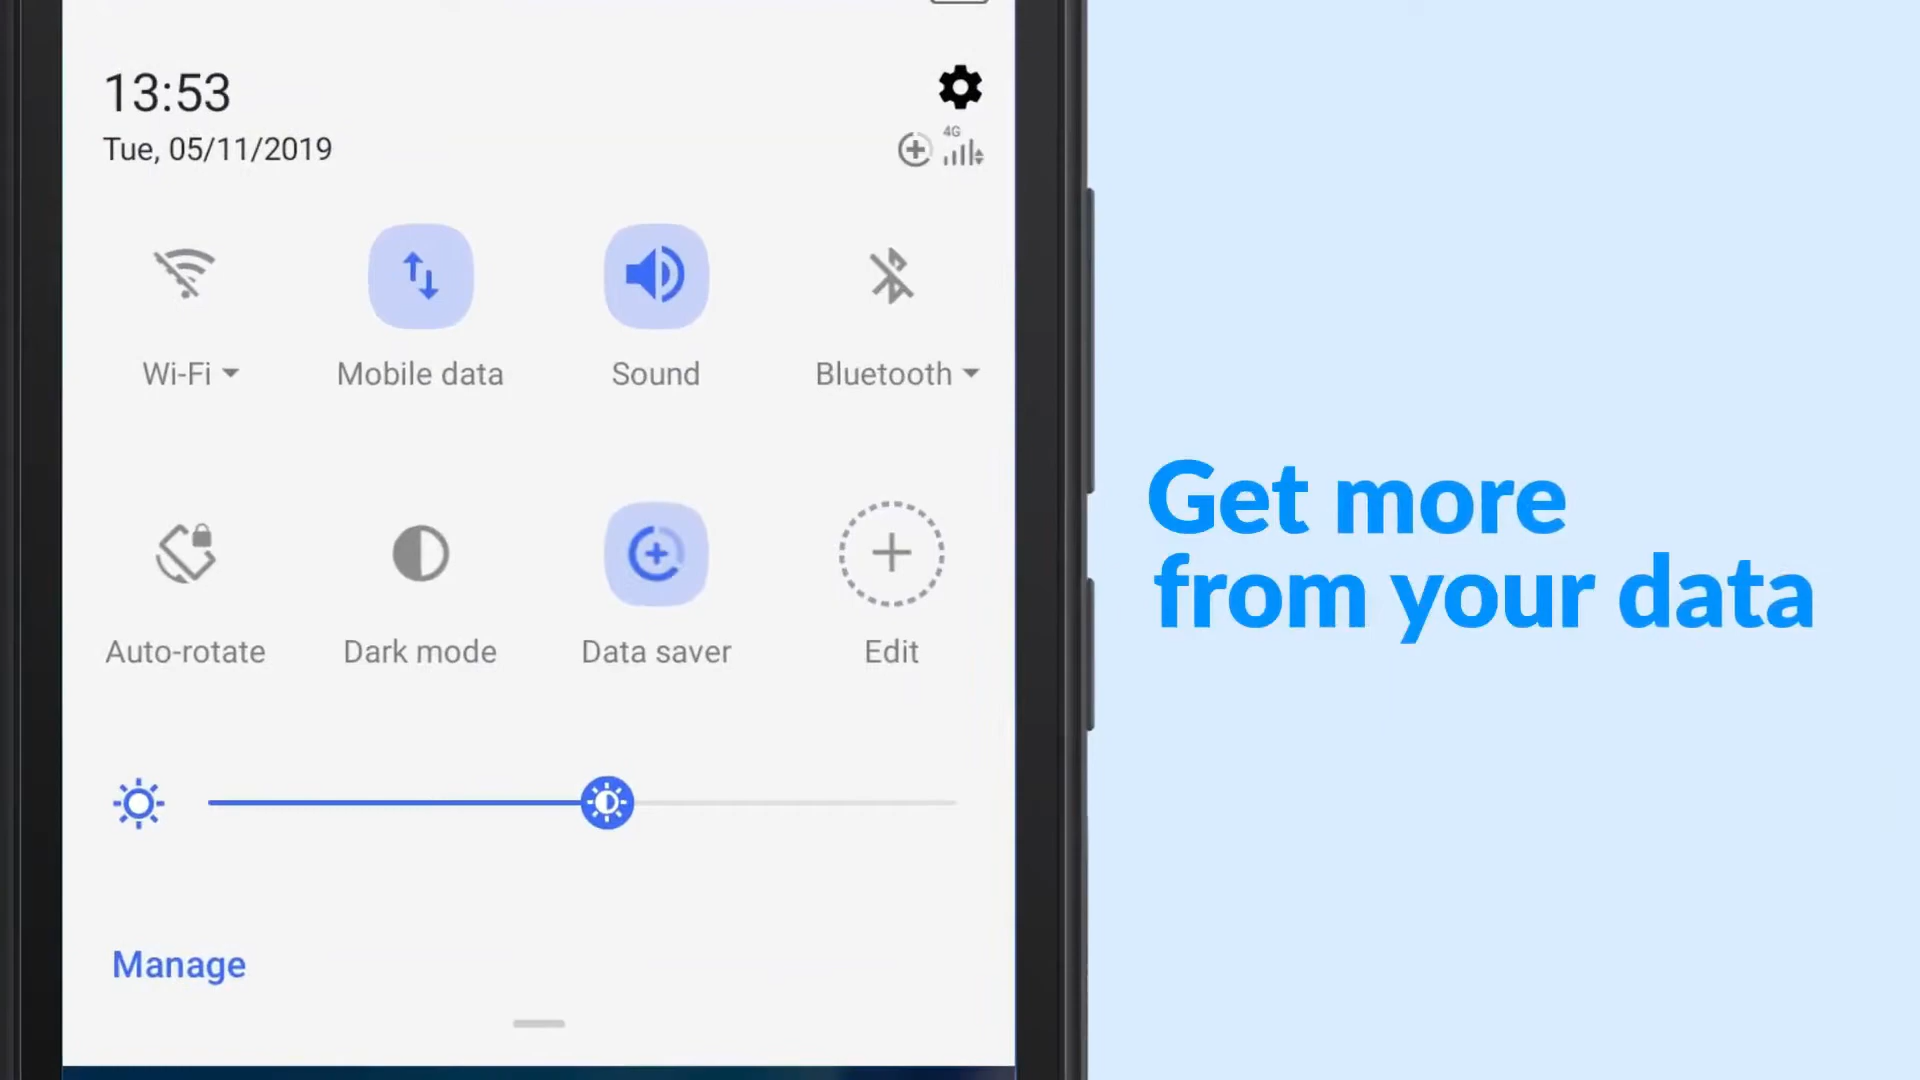 13:53
Tue, 05/11/2019
4G
Wi-Fi
Mobile data
Sound
Bluetooth
Auto-rotate
Dark mode
Data saver
Edit
Manage
Get more
from your data